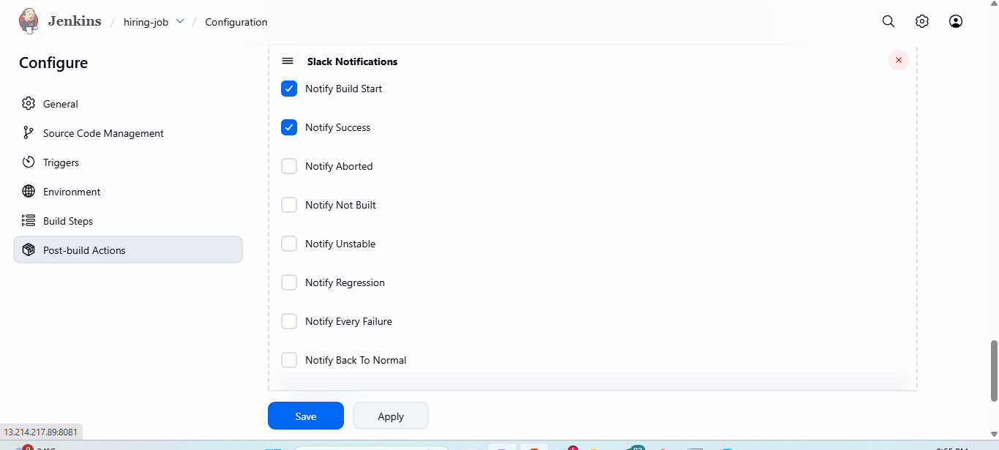 Jenkins / hiring-job / Configuration
Configure
General
Source Code Management
Triggers
Environment
Build Steps
Post-build Actions
Slack Notifications
Notify Build Start
Notify Success
Notify Aborted
Notify Not Built
Notify Unstable
Notify Regression
Notify Every Failure
Notify Back To Normal
Save
Apply
13.214.217.89:8081